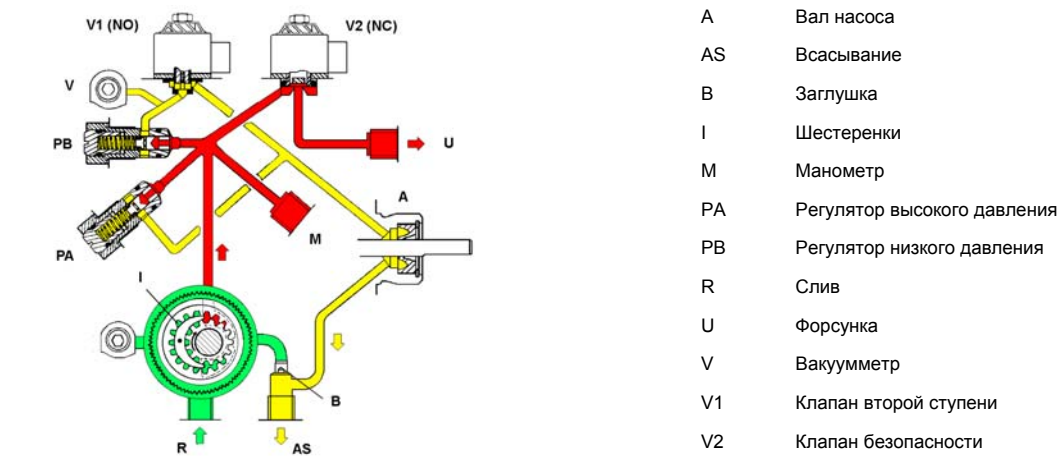 V1 (NO)
V2 (NC)
V
PB
U
A
PA
M
I
B
R
AS
A Вал насоса
AS Всасывание
B Заглушка
I Шестеренки
M Манометр
PA Регулятор высокого давления
PB Регулятор низкого давления
R Слив
U Форсунка
V Вакуумметр
V1 Клапан второй ступени
V2 Клапан безопасности